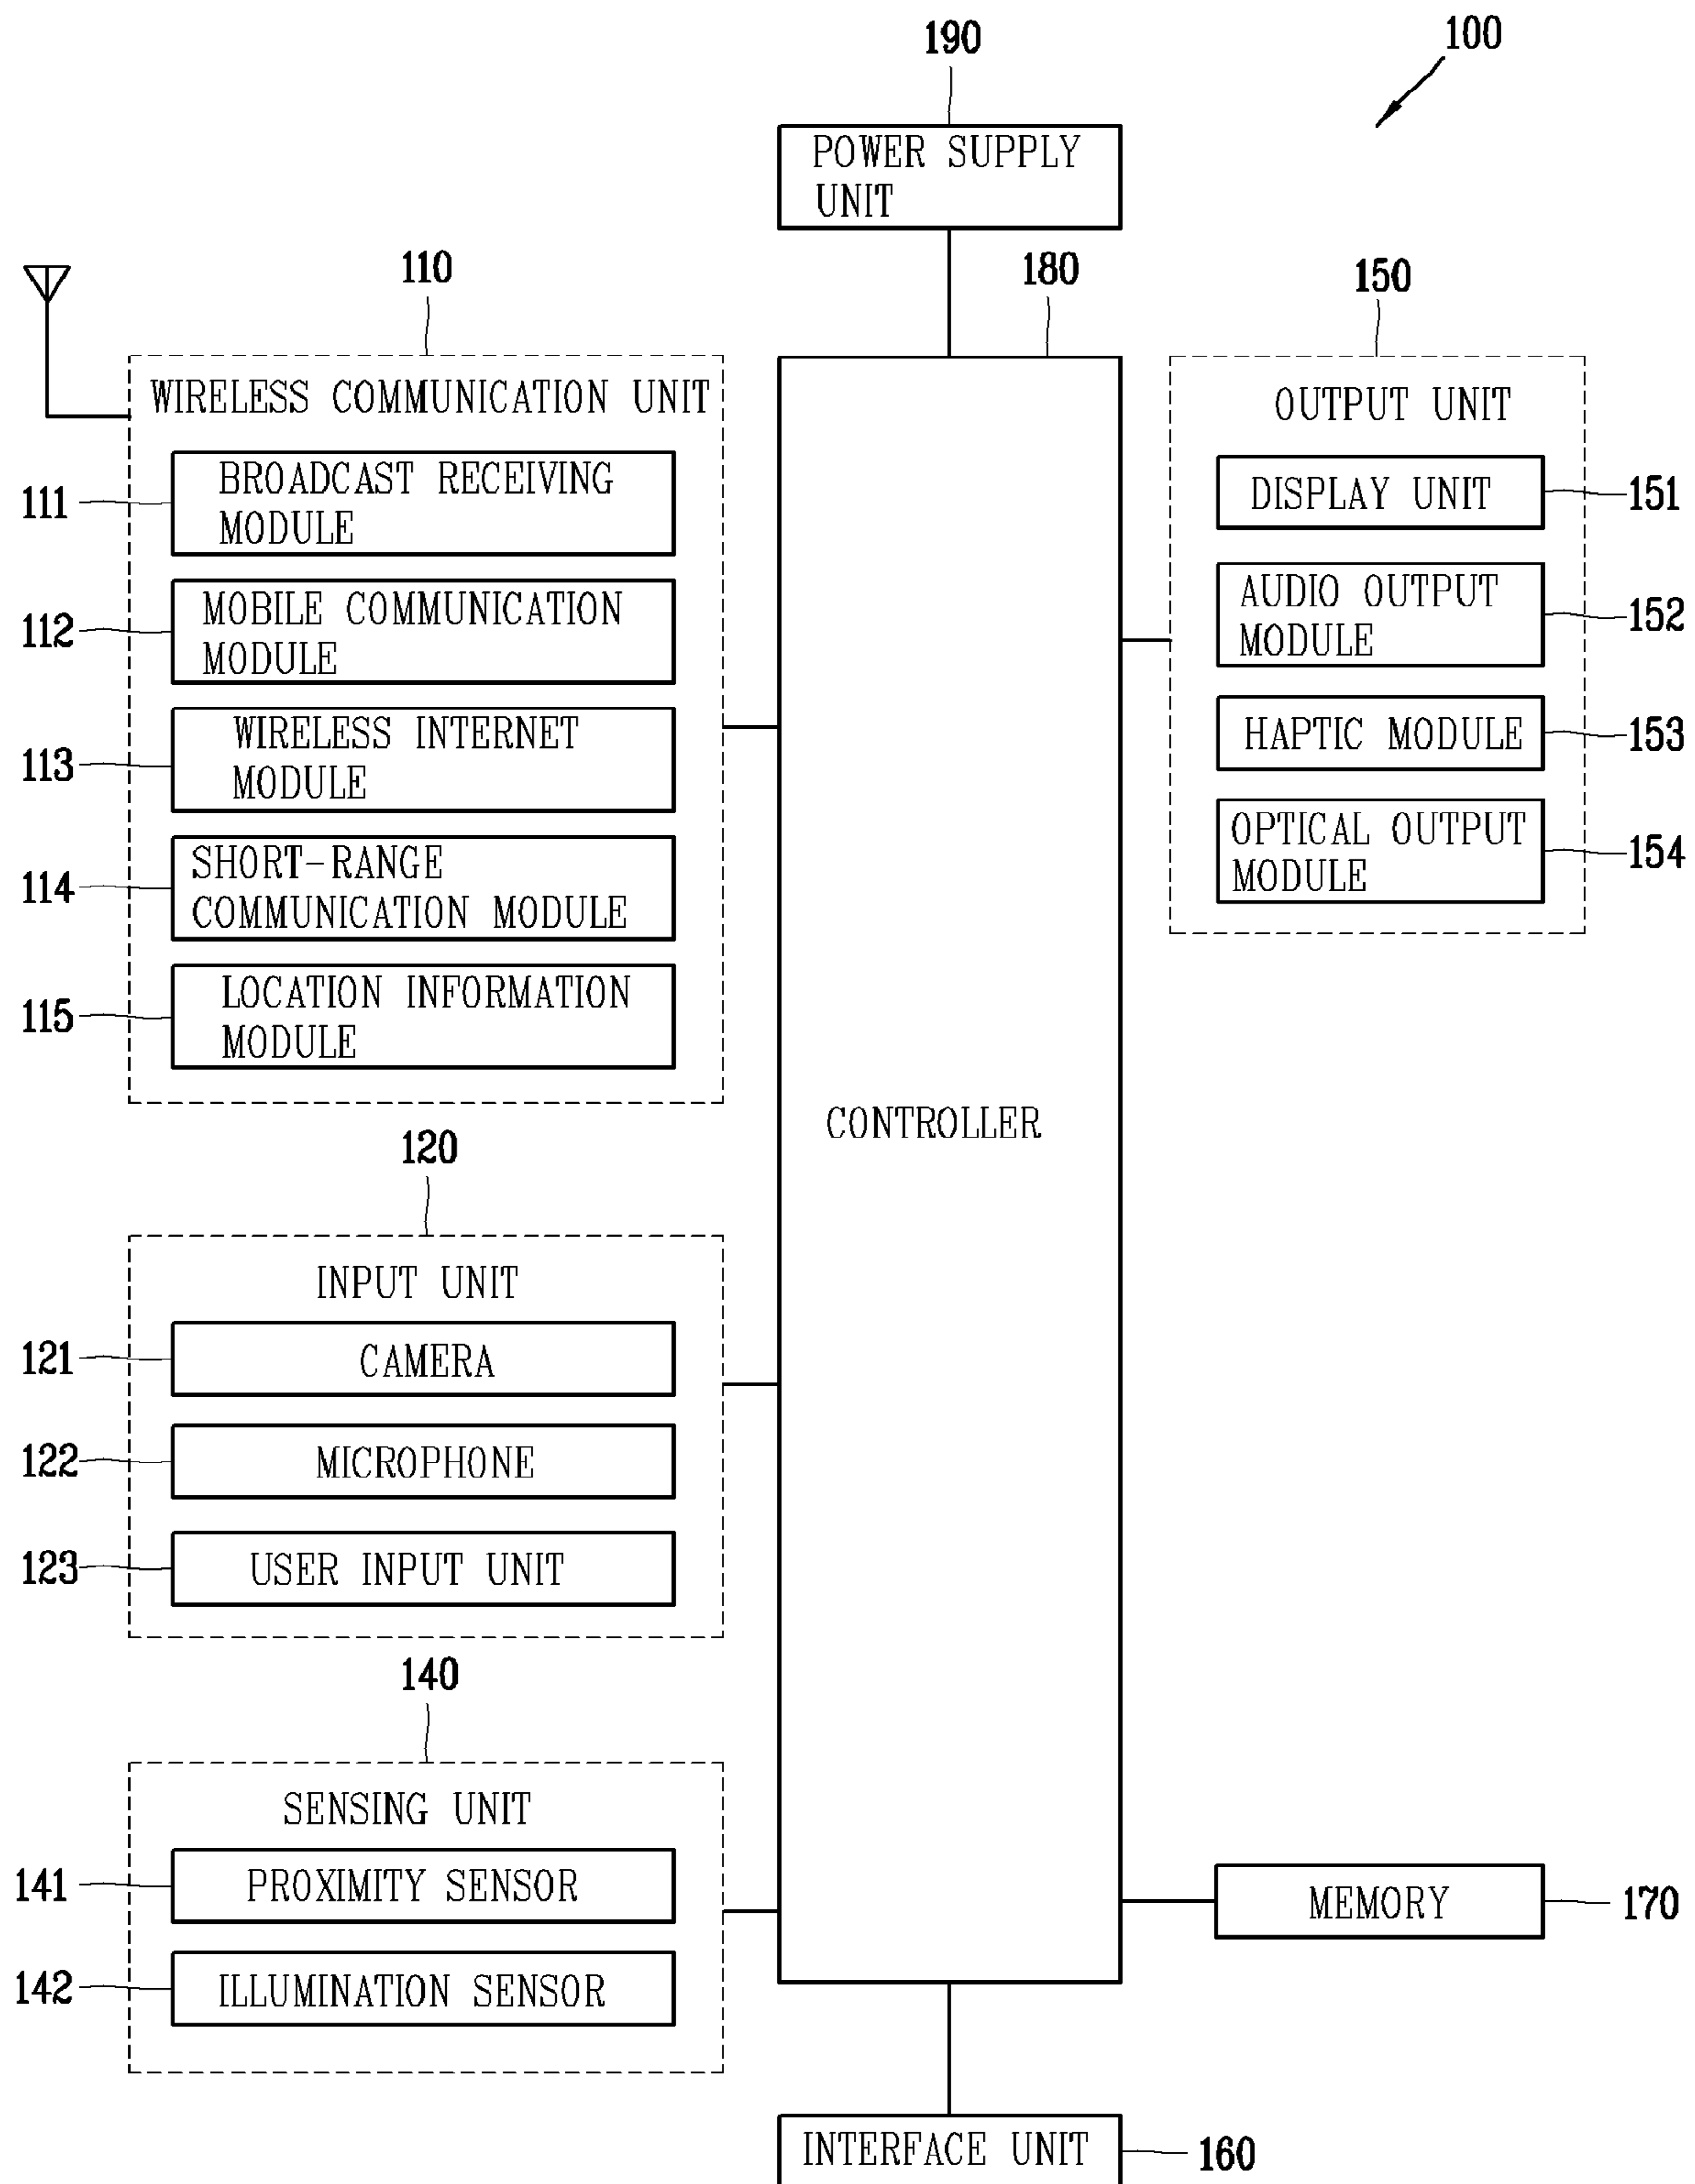 100
190
POWER SUPPLY
UNIT
110
180
150
WIRELESS COMMUNICATION UNIT
111
BROADCAST RECEIVING
MODULE
112
MOBILE COMMUNICATION
MODULE
113
WIRELESS INTERNET
MODULE
114
SHORT-RANGE
COMMUNICATION MODULE
115
LOCATION INFORMATION
MODULE
OUTPUT UNIT
DISPLAY UNIT
151
AUDIO OUTPUT
MODULE
152
HAPTIC MODULE
153
OPTICAL OUTPUT
MODULE
154
CONTROLLER
120
INPUT UNIT
121
CAMERA
122
MICROPHONE
123
USER INPUT UNIT
140
SENSING UNIT
141
PROXIMITY SENSOR
142
ILLUMINATION SENSOR
MEMORY
170
INTERFACE UNIT
160